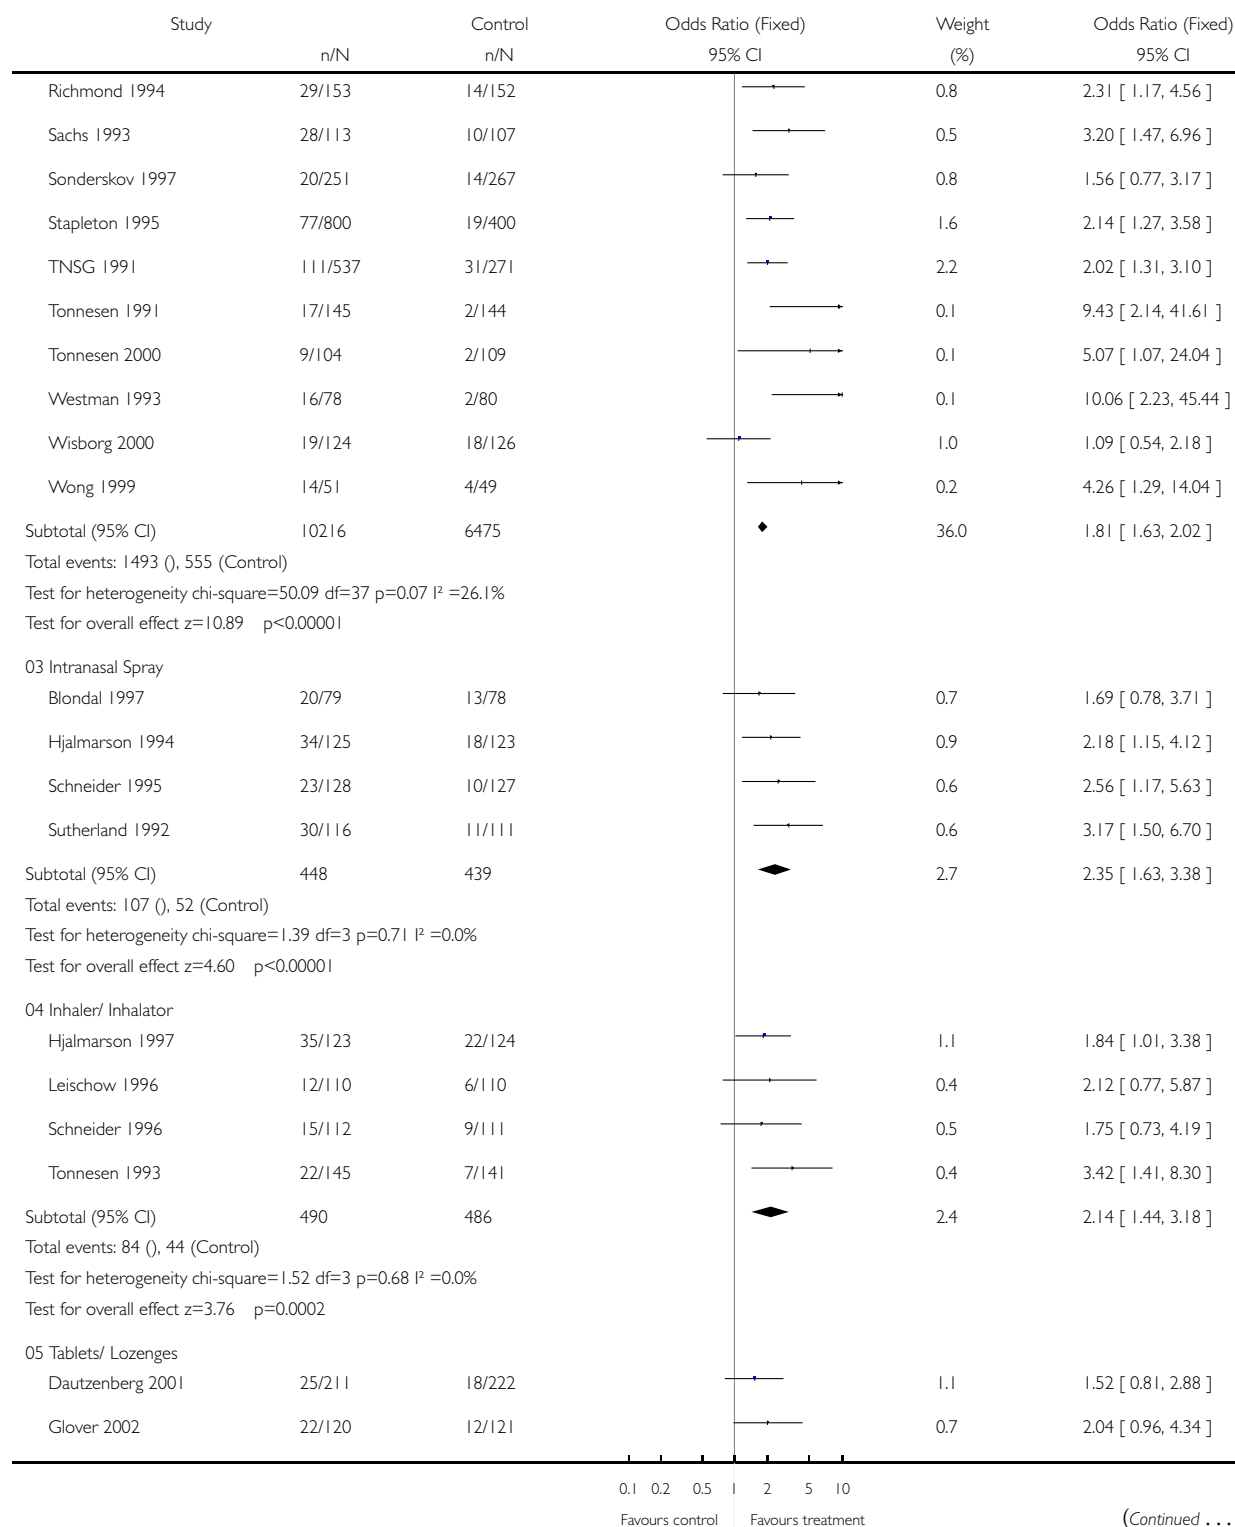 Study Control Odds Ratio (Fixed) Weight Odds Ratio (Fixed)
n/N n/N 95% CI (%) 95% CI
Richmond 1994 29/153 14/152 0.8 2.31 [ 1.17, 4.56 ]
Sachs 1993 28/113 10/107 0.5 3.20 [ 1.47, 6.96 ]
Sonderskov 1997 20/251 14/267 0.8 1.56 [ 0.77, 3.17 ]
Stapleton 1995 77/800 19/400 1.6 2.14 [ 1.27, 3.58 ]
TNSG 1991 111/537 31/271 2.2 2.02 [ 1.31, 3.10 ]
Tonnesen 1991 17/145 2/144 0.1 9.43 [ 2.14, 41.61 ]
Tonnesen 2000 9/104 2/109 0.1 5.07 [ 1.07, 24.04 ]
Westman 1993 16/78 2/80 0.1 10.06 [ 2.23, 45.44 ]
Wisborg 2000 19/124 18/126 1.0 1.09 [ 0.54, 2.18 ]
Wong 1999 14/51 4/49 0.2 4.26 [ 1.29, 14.04 ]
Subtotal (95% CI) 10216 6475 36.0 1.81 [ 1.63, 2.02 ]
Total events: 1493 (), 555 (Control)
Test for heterogeneity chi-square=50.09 df=37 p=0.07 I² =26.1%
Test for overall effect z=10.89 p<0.00001
03 Intranasal Spray
Blondal 1997 20/79 13/78 0.7 1.69 [ 0.78, 3.71 ]
Hjalmarson 1994 34/125 18/123 0.9 2.18 [ 1.15, 4.12 ]
Schneider 1995 23/128 10/127 0.6 2.56 [ 1.17, 5.63 ]
Sutherland 1992 30/116 11/111 0.6 3.17 [ 1.50, 6.70 ]
Subtotal (95% CI) 448 439 2.7 2.35 [ 1.63, 3.38 ]
Total events: 107 (), 52 (Control)
Test for heterogeneity chi-square=1.39 df=3 p=0.71 I² =0.0%
Test for overall effect z=4.60 p<0.00001
04 Inhaler/ Inhalator
Hjalmarson 1997 35/123 22/124 1.1 1.84 [ 1.01, 3.38 ]
Leischow 1996 12/110 6/110 0.4 2.12 [ 0.77, 5.87 ]
Schneider 1996 15/112 9/111 0.5 1.75 [ 0.73, 4.19 ]
Tonnesen 1993 22/145 7/141 0.4 3.42 [ 1.41, 8.30 ]
Subtotal (95% CI) 490 486 2.4 2.14 [ 1.44, 3.18 ]
Total events: 84 (), 44 (Control)
Test for heterogeneity chi-square=1.52 df=3 p=0.68 I² =0.0%
Test for overall effect z=3.76 p=0.0002
05 Tablets/ Lozenges
Dautzenberg 2001 25/211 18/222 1.1 1.52 [ 0.81, 2.88 ]
Glover 2002 22/120 12/121 0.7 2.04 [ 0.96, 4.34 ]
0.1 0.2 0.5 1 2 5 10
Favours control Favours treatment (Continued . . .